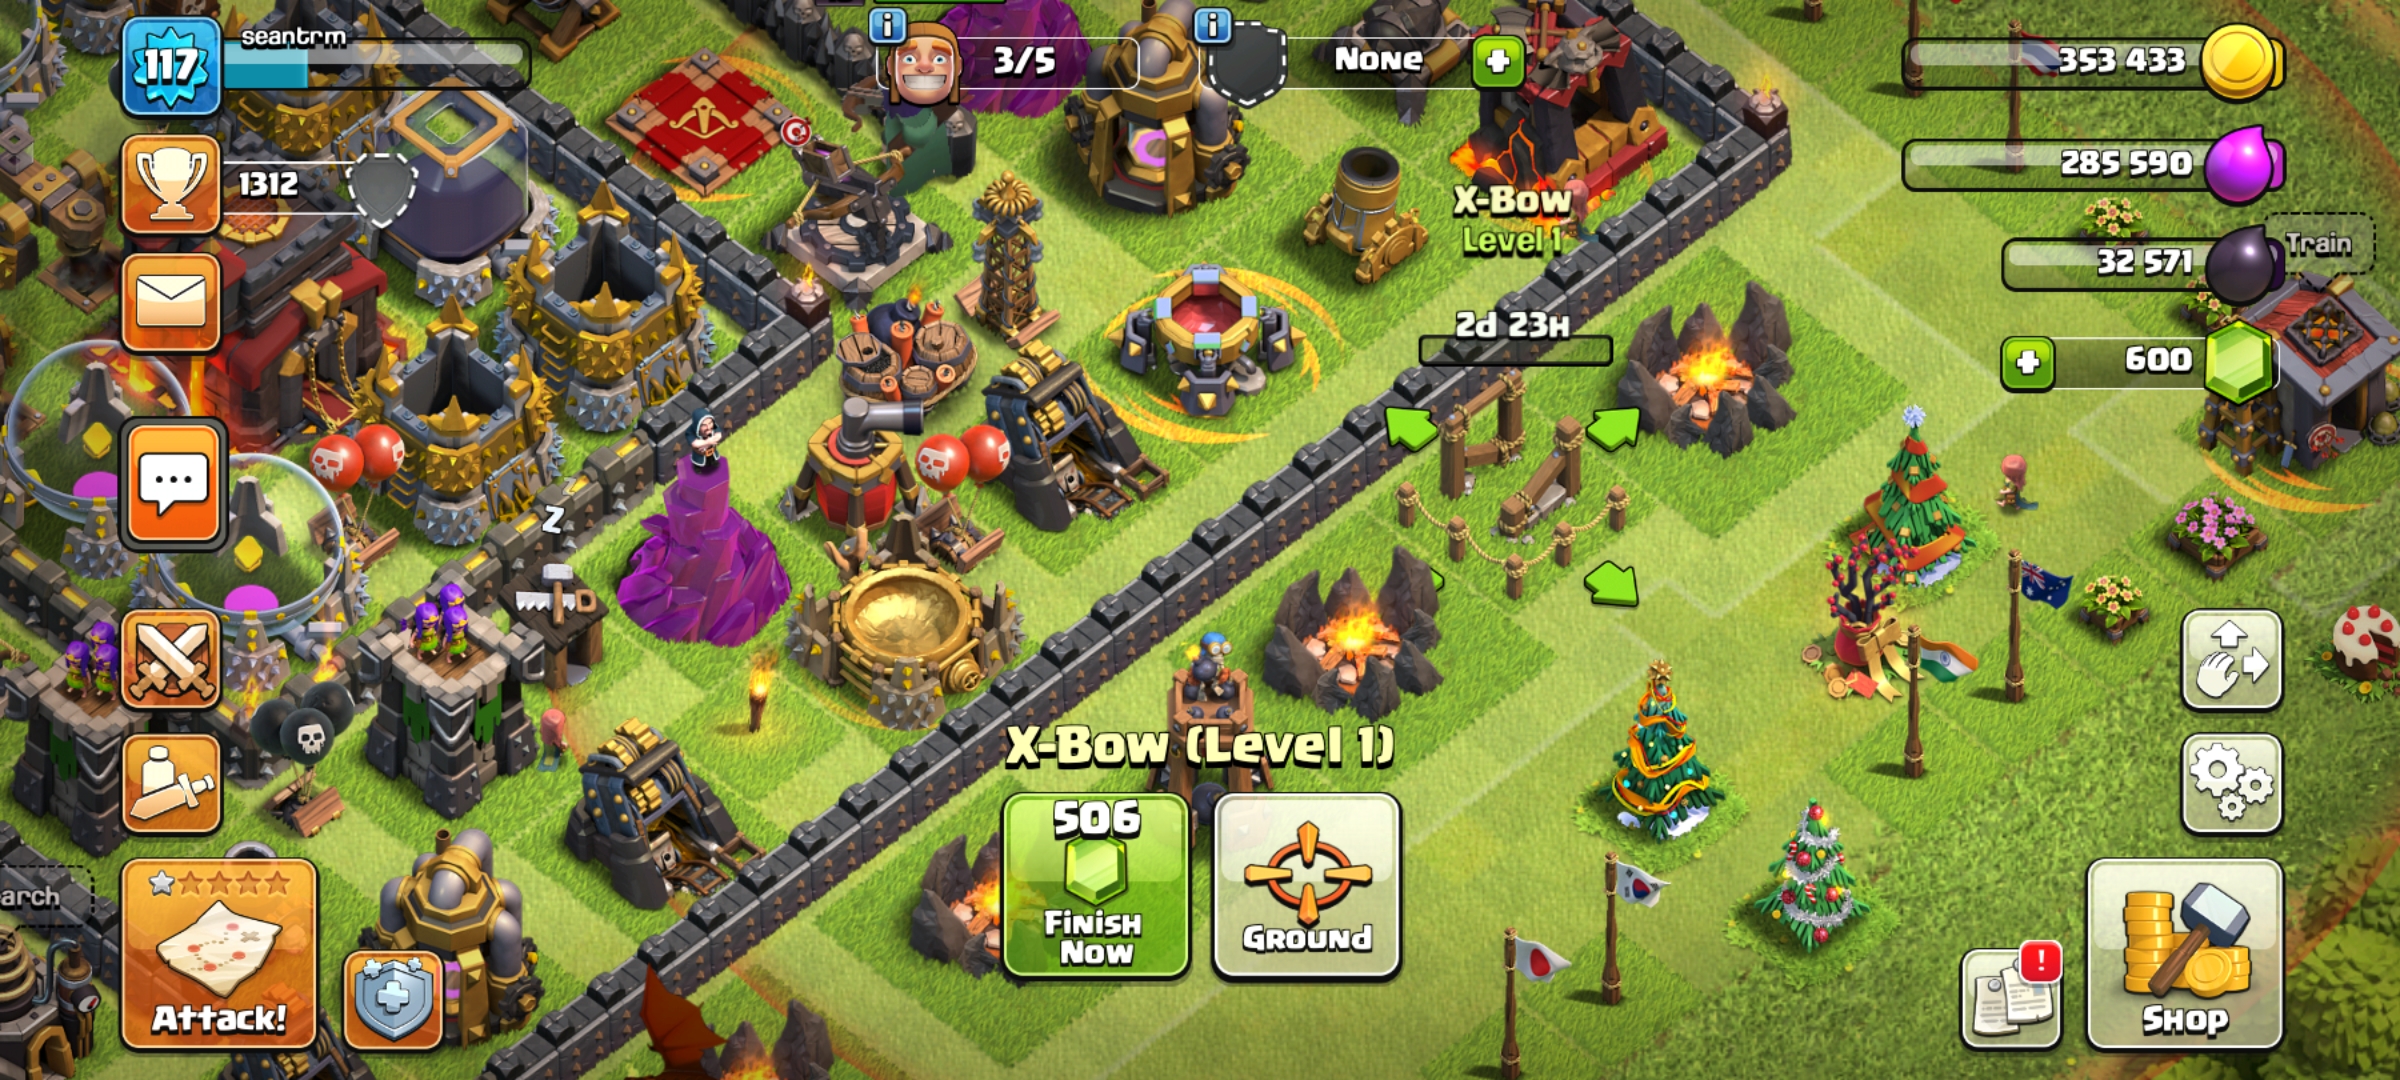 117
seantrm
3/5
None
353 433
1312
285 590
X-Bow
Level 1
Train
32 571
2d 23H
600
Z
X-Bow (Level 1)
506
Finish
Now
Ground
arch
Attack!
!
Shop